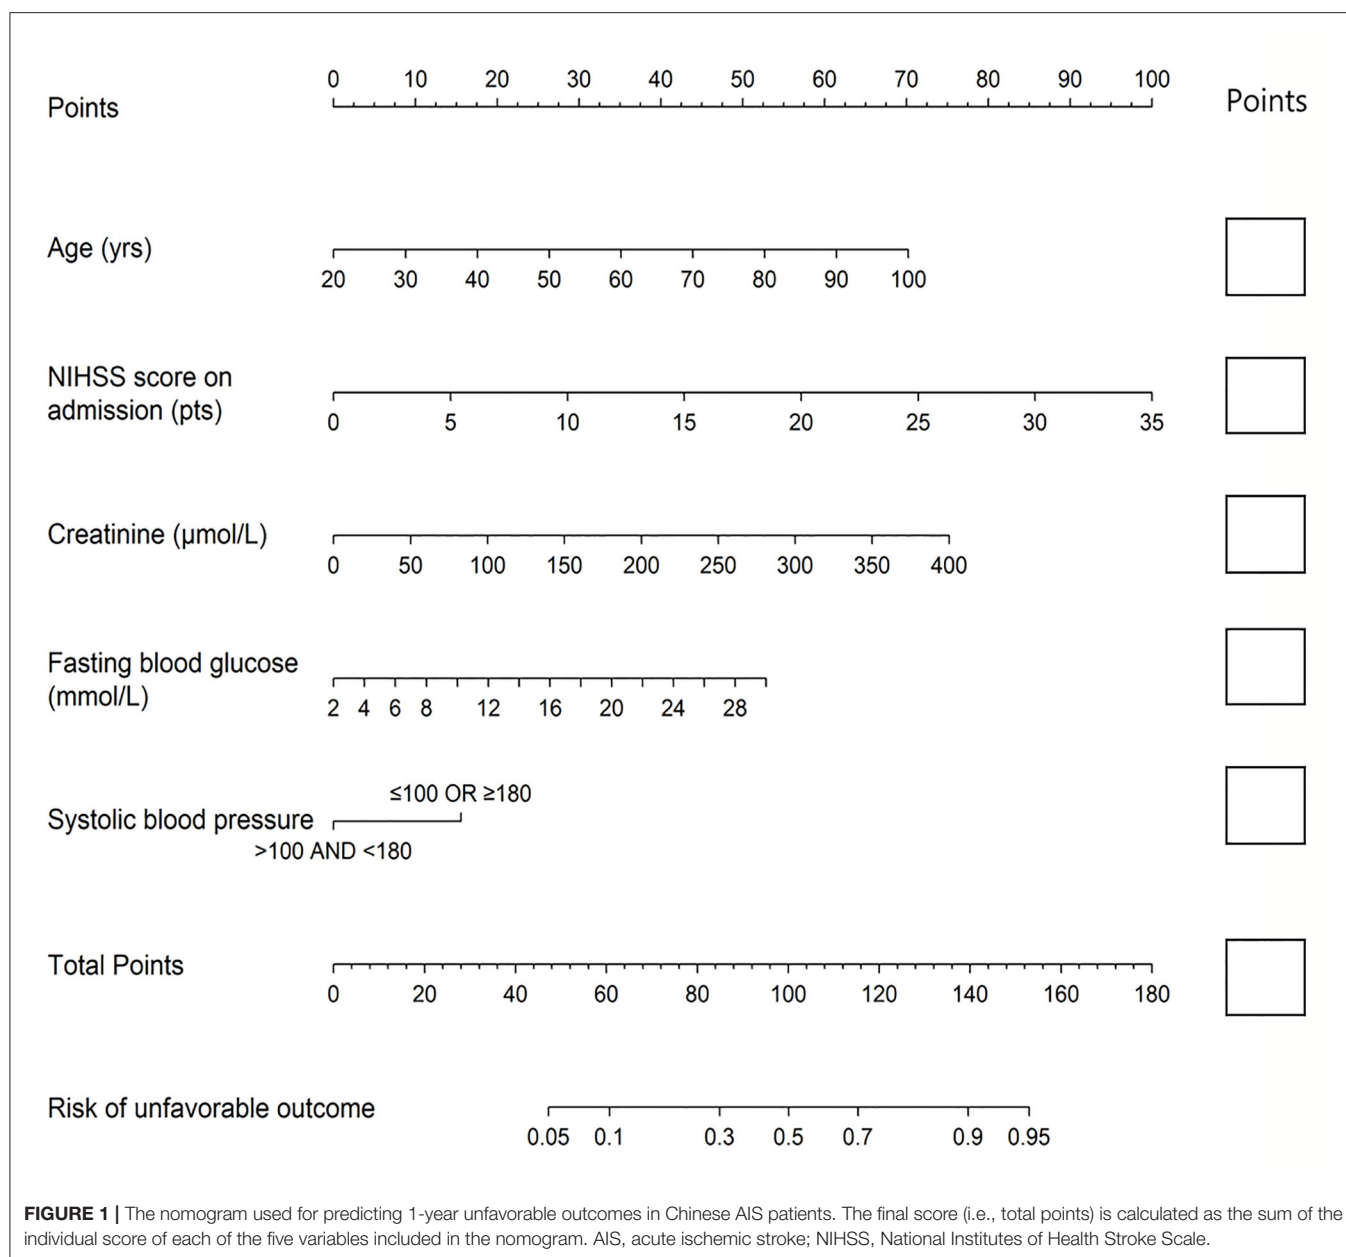 0 10 20 30 40 50 60 70 80 90 100
Points
Points
Age (yrs)
20 30 40 50 60 70 80 90 100
NIHSS score on
admission (pts)
0 5 10 15 20 25 30 35
Creatinine (µmol/L)
0 50 100 150 200 250 300 350 400
Fasting blood glucose
(mmol/L)
2 4 6 8 12 16 20 24 28
≤100 OR ≥180
Systolic blood pressure
>100 AND <180
Total Points
0 20 40 60 80 100 120 140 160 180
Risk of unfavorable outcome
0.05 0.1 0.3 0.5 0.7 0.9 0.95
FIGURE 1 | The nomogram used for predicting 1-year unfavorable outcomes in Chinese AIS patients. The final score (i.e., total points) is calculated as the sum of the
individual score of each of the five variables included in the nomogram. AIS, acute ischemic stroke; NIHSS, National Institutes of Health Stroke Scale.